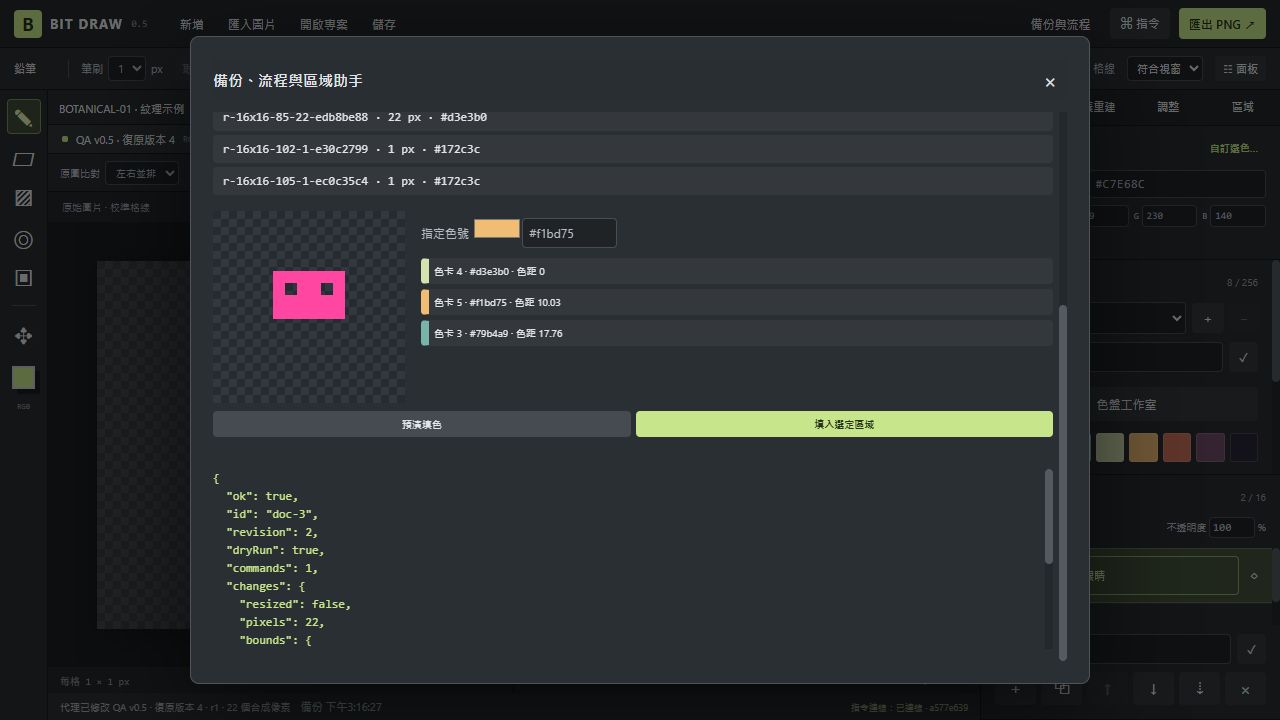 B BIT DRAW 0.5 新增 匯入圖片 開啟專案 儲存 備份與流程 ⌘ 指令 匯出 PNG ↗
鉛筆 筆刷 1 px 格線 符合視窗 ☷ 面板
BOTANICAL-01 · 紋理示例 重建 調整 區域
QA v0.5 · 復原版本 4
原圖比對 左右並排
原始圖片 · 校準格線
自訂選色…
#C7E68C
9 G 230 B 140
8 / 256
+ −
✓
色盤工作室
2 / 16
不透明度 100 %
眼睛
✓
RGB
備份、流程與區域助手 ×
r-16x16-85-22-edb8be88 · 22 px · #d3e3b0
r-16x16-102-1-e30c2799 · 1 px · #172c3c
r-16x16-105-1-ec0c35c4 · 1 px · #172c3c
指定色號 #f1bd75
色卡 4 · #d3e3b0 · 色距 0
色卡 5 · #f1bd75 · 色距 10.03
色卡 3 · #79b4a9 · 色距 17.76
預演填色 填入選定區域
{
"ok": true,
"id": "doc-3",
"revision": 2,
"dryRun": true,
"commands": 1,
"changes": {
"resized": false,
"pixels": 22,
"bounds": {
每格 1 × 1 px
代理已修改 QA v0.5 · 復原版本 4 · r1 · 22 個合成像素 備份 下午3:16:27 指令連線：已連線 · a577e639